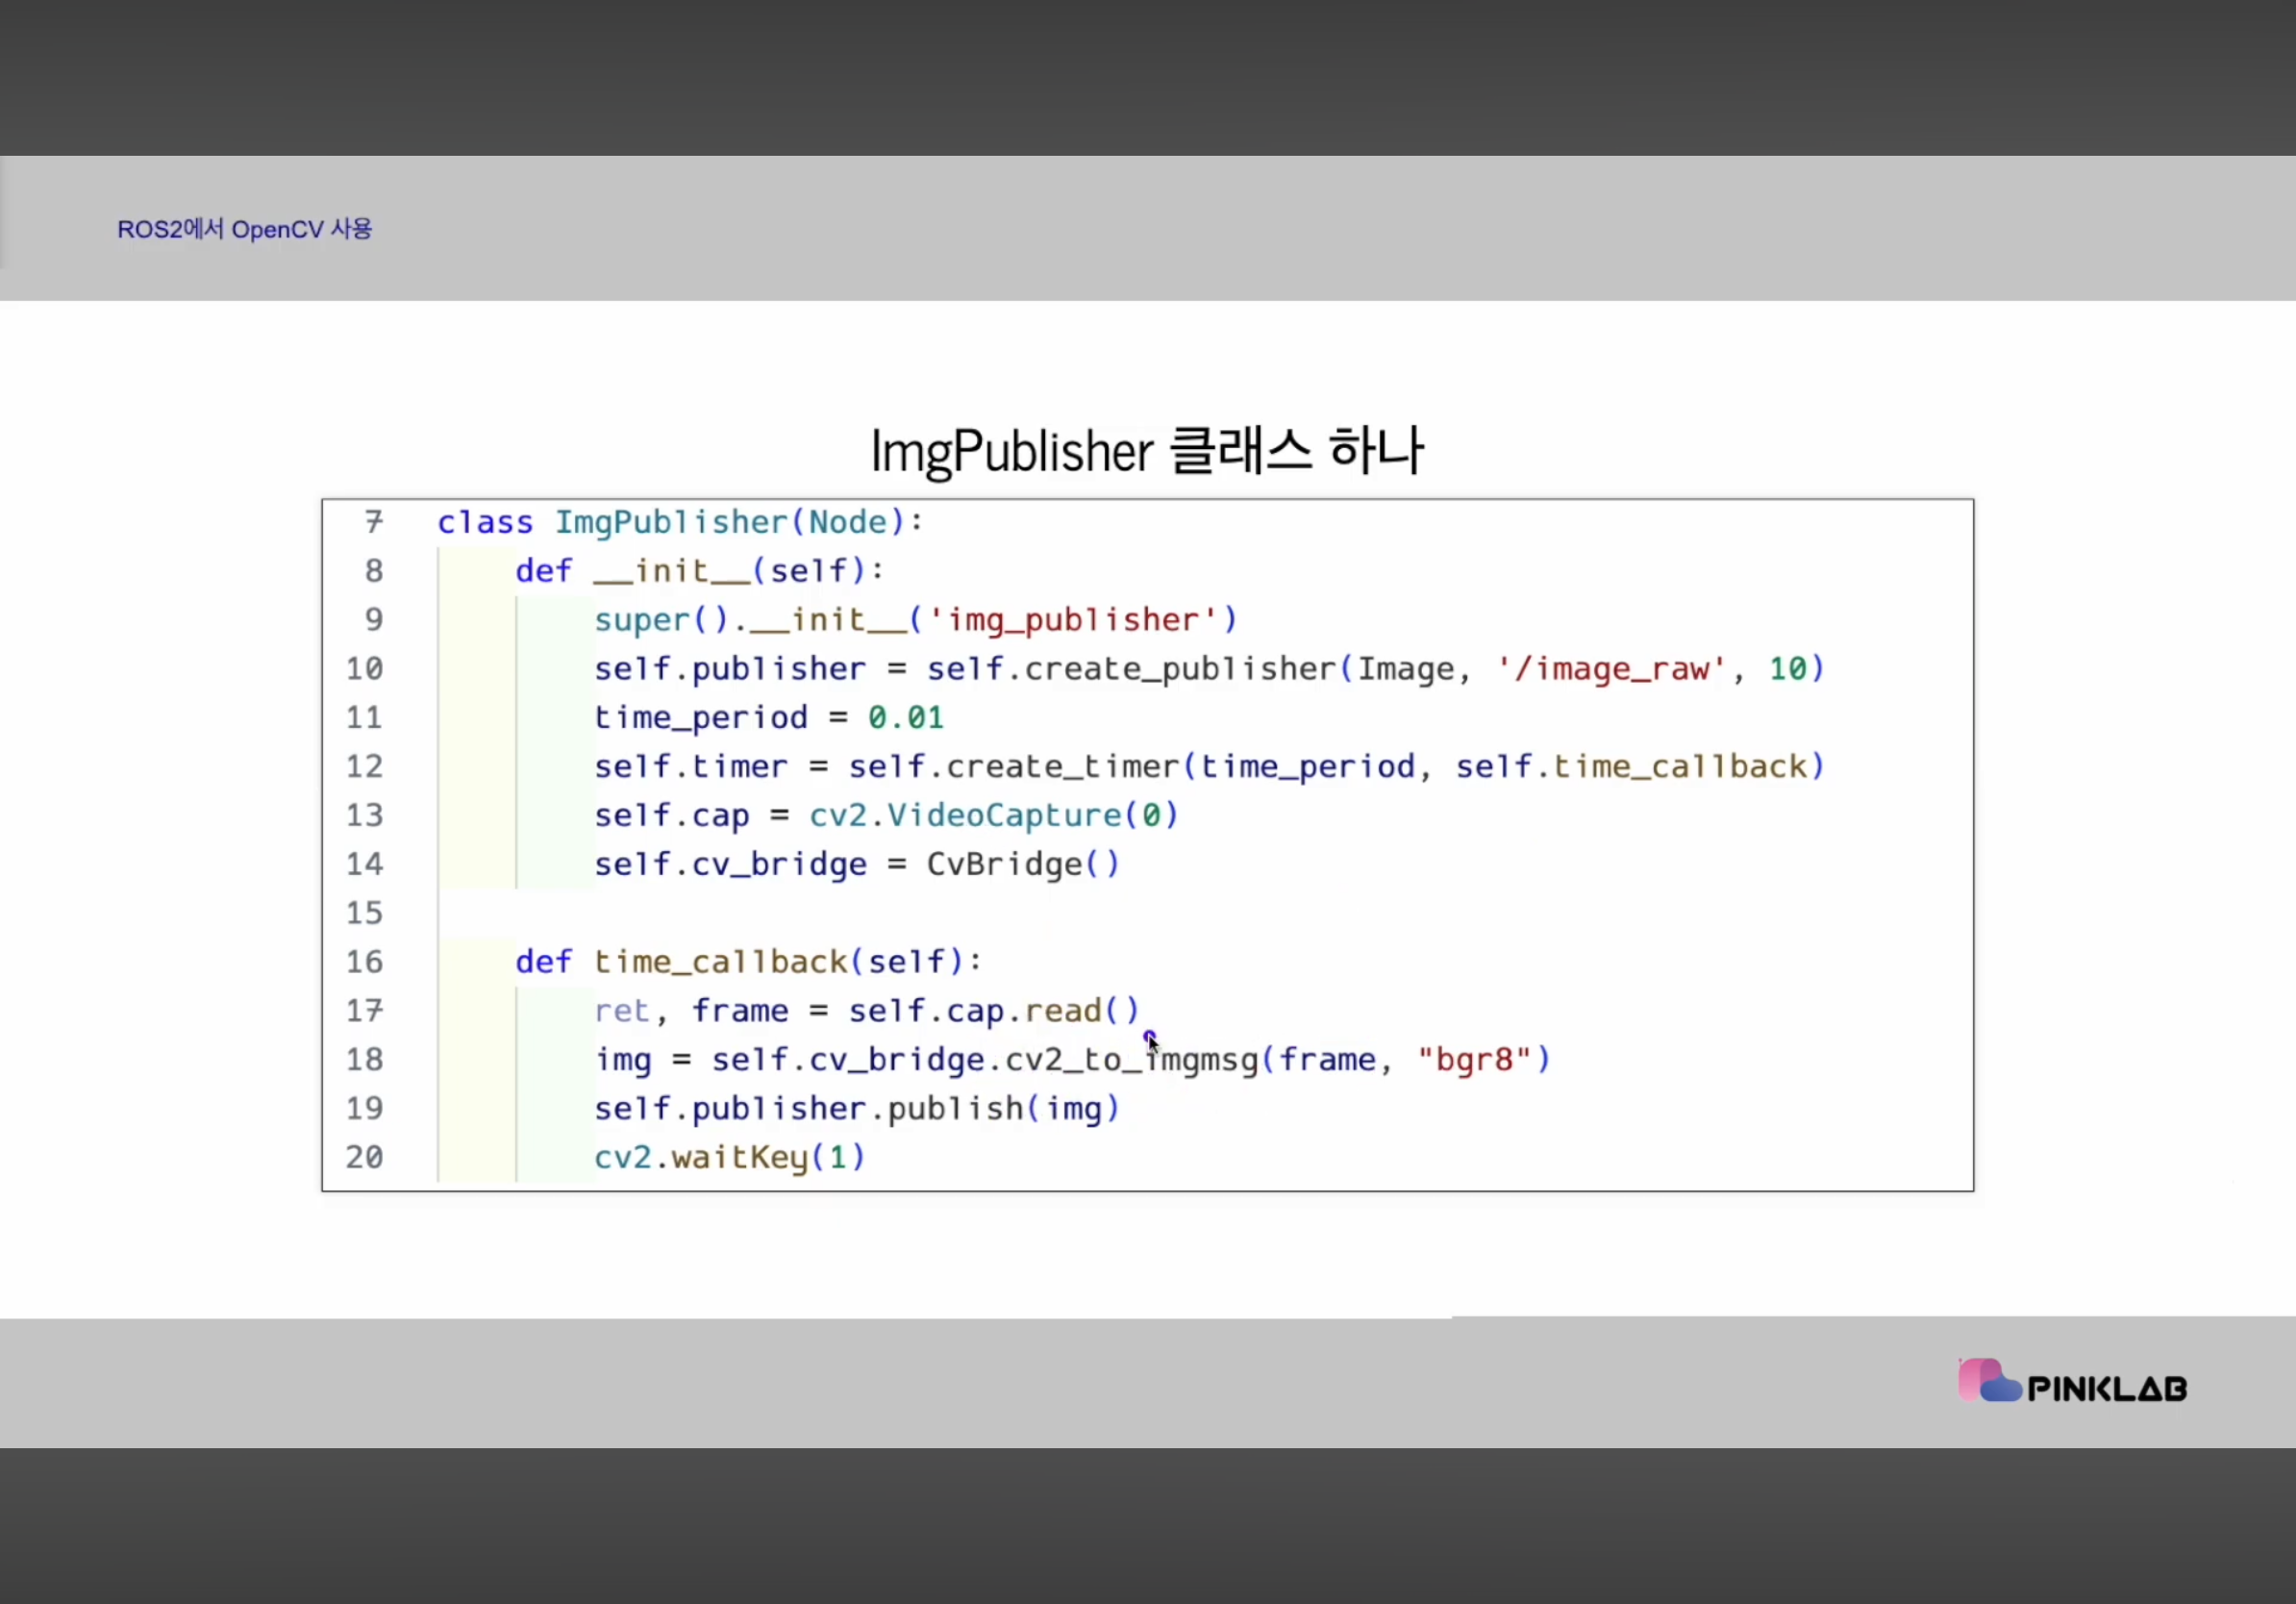 ROS2에서 OpenCV 사용
ImgPublisher 클래스 하나
7 class ImgPublisher(Node):
8     def __init__(self):
9         super().__init__('img_publisher')
10         self.publisher = self.create_publisher(Image, '/image_raw', 10)
11         time_period = 0.01
12         self.timer = self.create_timer(time_period, self.time_callback)
13         self.cap = cv2.VideoCapture(0)
14         self.cv_bridge = CvBridge()
15
16     def time_callback(self):
17         ret, frame = self.cap.read()
18         img = self.cv_bridge.cv2_to_imgmsg(frame, "bgr8")
19         self.publisher.publish(img)
20         cv2.waitKey(1)
PINKLAB